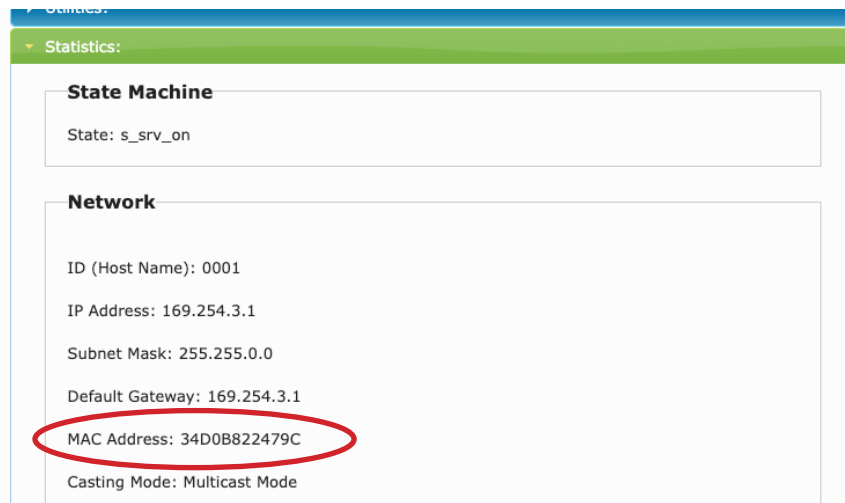 Utilities:
Statistics:
State Machine
State: s_srv_on
Network
ID (Host Name): 0001
IP Address: 169.254.3.1
Subnet Mask: 255.255.0.0
Default Gateway: 169.254.3.1
MAC Address: 34D0B822479C
Casting Mode: Multicast Mode